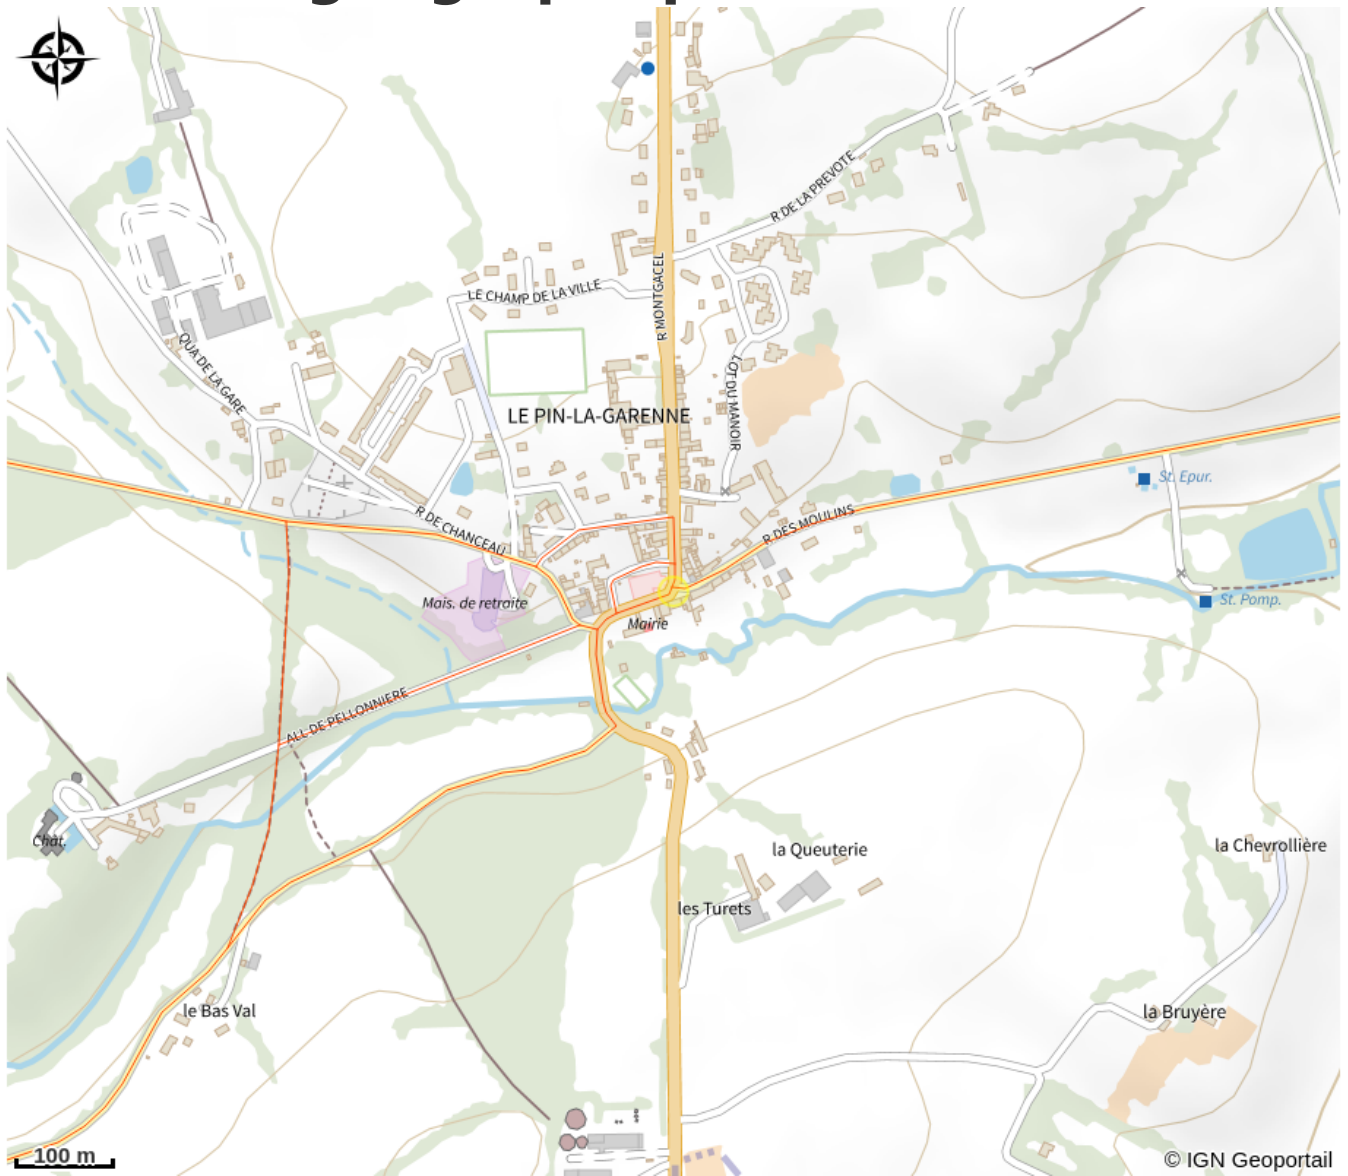 R DE LA PREVOTE
R MONTGACEL
LE CHAMP DE LA VILLE
QUA DE LA GARE
LOT DU MANOIR
LE PIN-LA-GARENNE
St. Epur.
R DE CHANCEAU
R DES MOULINS
Mais. de retraite
St. Pomp.
Mairie
ALL DE PELLONNIERE
Chât.
la Queuterie
la Chevrollière
les Turets
le Bas Val
la Bruyère
100 m
© IGN Geoportail